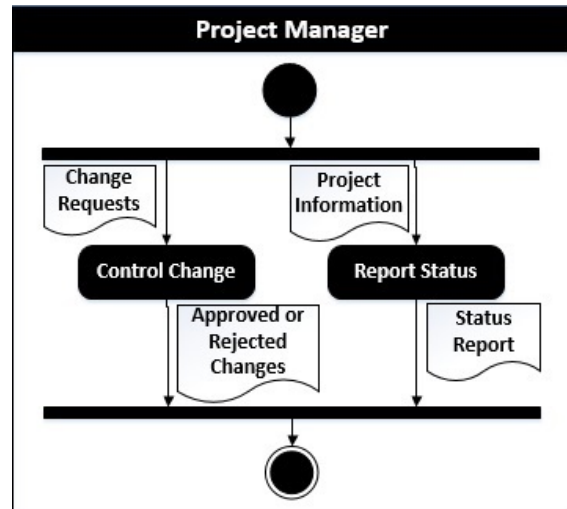 Project Manager
Change
Requests
Project
Information
Control Change
Report Status
Approved or
Rejected
Changes
Status
Report